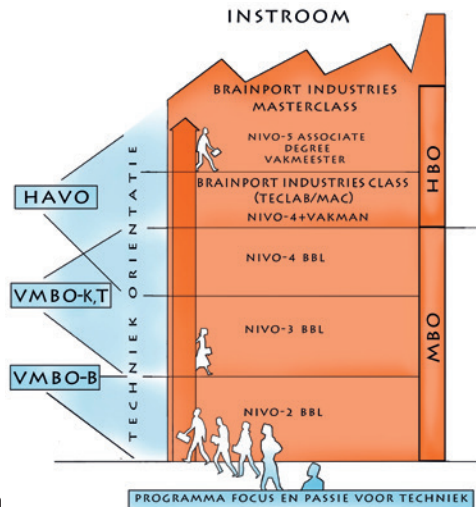 INSTROOM
BRAINPORT INDUSTRIES
MASTERCLASS
NIVO-5 ASSOCIATE
DEGREE
VAKMEESTER
BRAINPORT INDUSTRIES CLASS
(TECLAB/MAC)
NIVO-4+VAKMAN
NIVO-4 BBL
NIVO-3 BBL
NIVO-2 BBL
HBO
MBO
HAVO
VMBO-K,T
VMBO-B
TECHNIEK ORIENTATIE
PROGRAMMA FOCUS EN PASSIE VOOR TECHNIEK